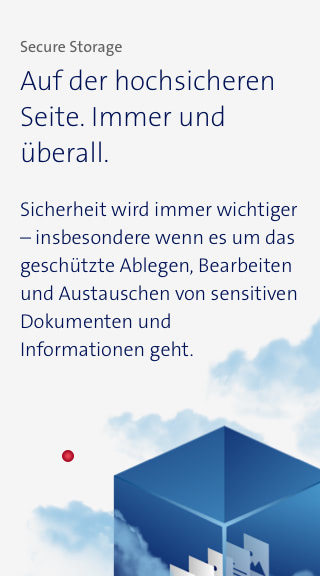 Secure Storage
Auf der hochsicheren
Seite. Immer und
überall.
Sicherheit wird immer wichtiger
– insbesondere wenn es um das
geschützte Ablegen, Bearbeiten
und Austauschen von sensitiven
Dokumenten und
Informationen geht.